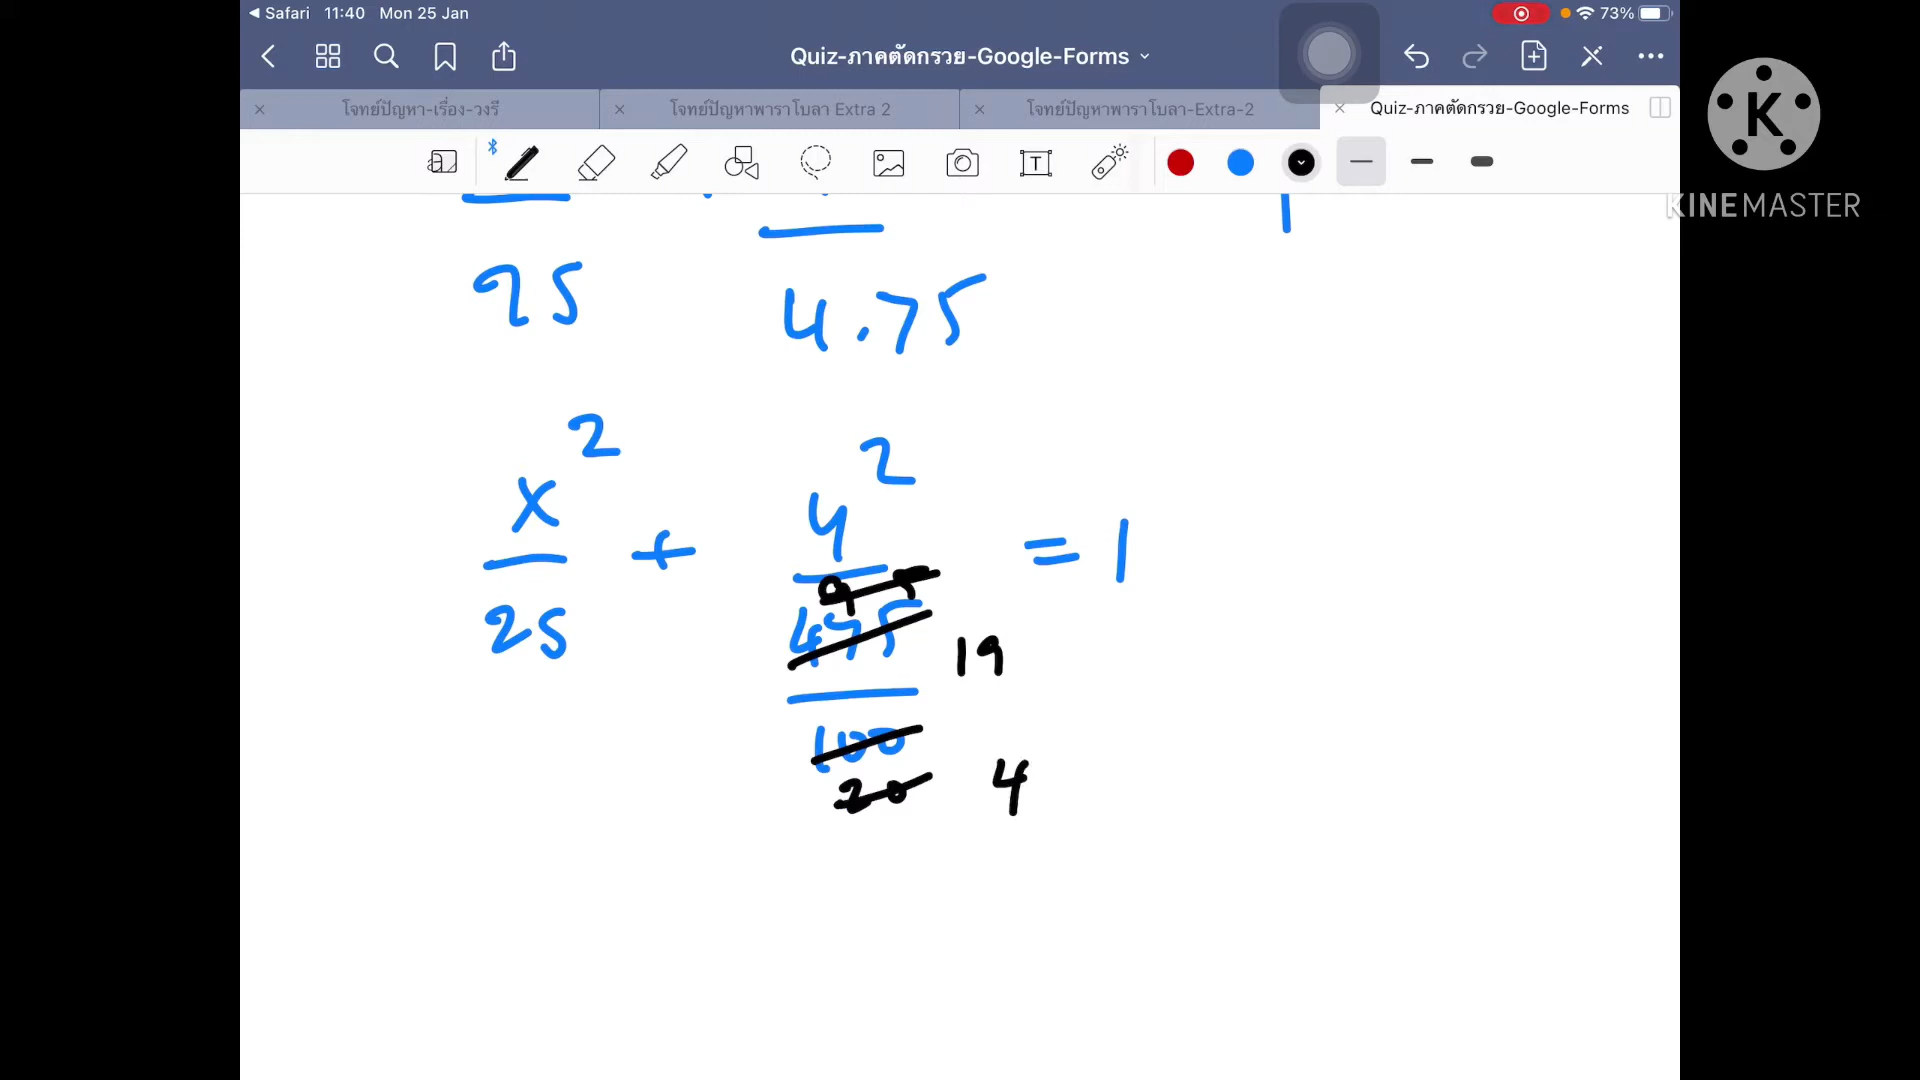 Safari 11:40 Mon 25 Jan 73%
Quiz-ภาคตัดกรวย-Google-Forms
โจทย์ปัญหา-เรื่อง-วงรี โจทย์ปัญหาพาราโบลา Extra 2 โจทย์ปัญหาพาราโบลา-Extra-2 Quiz-ภาคตัดกรวย-Google-Forms
K
KINEMASTER
1
25 4.75
x² + y² = 1
25 475 19
100
20 4